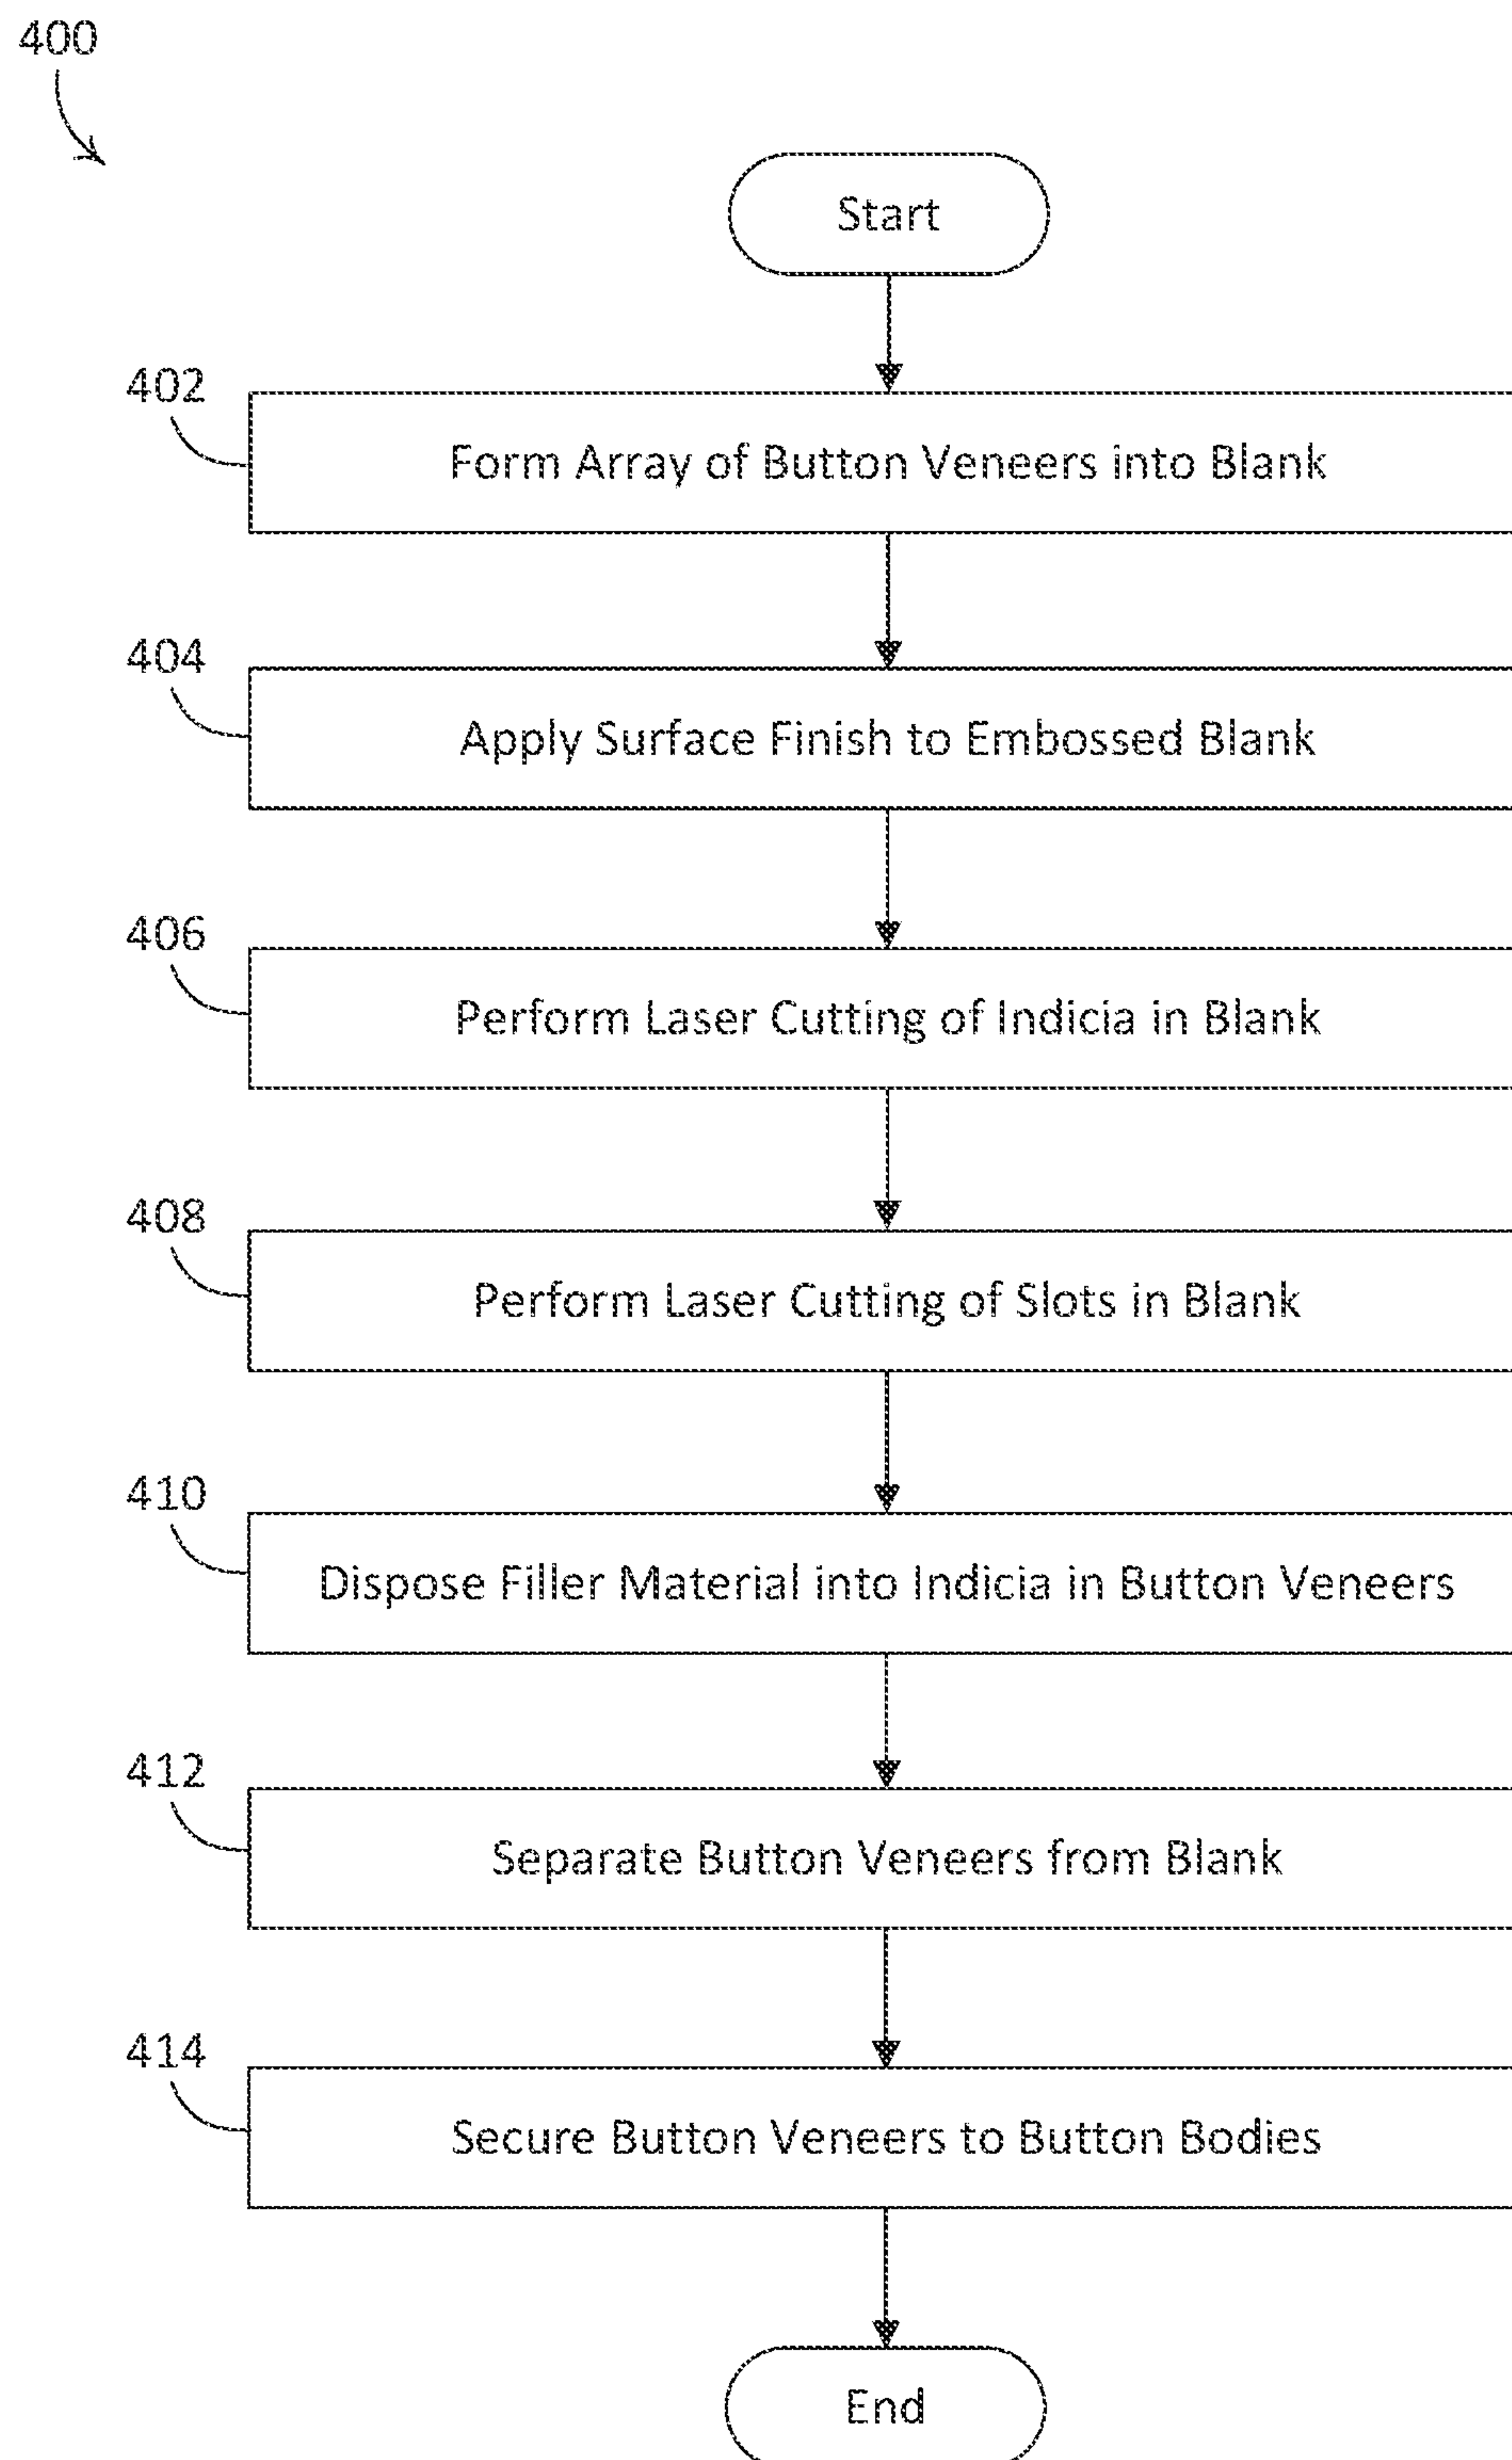 400
Start
402
Form Array of Button Veneers into Blank
404
Apply Surface Finish to Embossed Blank
406
Perform Laser Cutting of Indicia in Blank
408
Perform Laser Cutting of Slots in Blank
410
Dispose Filler Material into Indicia in Button Veneers
412
Separate Button Veneers from Blank
414
Secure Button Veneers to Button Bodies
End